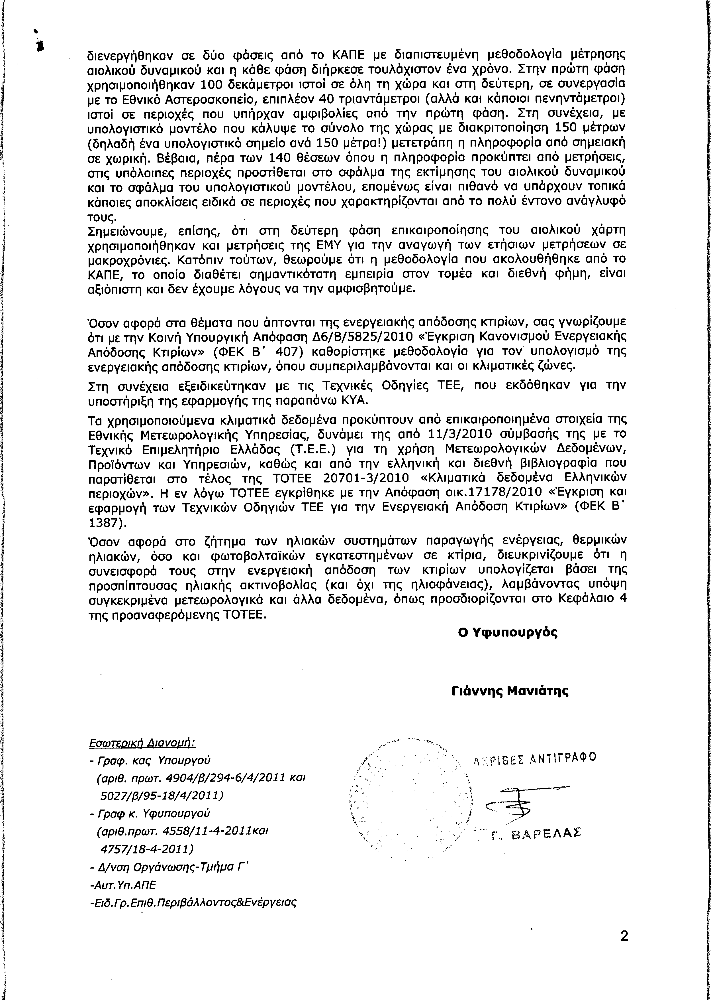 διενεργήθηκαν σε δύο φάσεις από το ΚΑΠΕ με διαπιστευμένη μεθοδολογία μέτρησης
αιολικού δυναμικού και η κάθε φάση διήρκεσε τουλάχιστον ένα χρόνο. Στην πρώτη φάση
χρησιμοποιήθηκαν 100 δεκάμετροι ιστοί σε όλη τη χώρα και στη δεύτερη, σε συνεργασία
με το Εθνικό Αστεροσκοπείο, επιπλέον 40 τριαντάμετροι (αλλά και κάποιοι πενηντάμετροι)
ιστοί σε περιοχές που υπήρχαν αμφιβολίες από την πρώτη φάση. Στη συνέχεια, με
υπολογιστικό μοντέλο που κάλυψε το σύνολο της χώρας με διακριτοποίηση 150 μέτρων
(δηλαδή ένα υπολογιστικό σημείο ανά 150 μέτρα!) μετετράπη η πληροφορία από σημειακή
σε χωρική. Βέβαια, πέρα των 140 θέσεων όπου η πληροφορία προκύπτει από μετρήσεις,
στις υπόλοιπες περιοχές προστίθεται στο σφάλμα της εκτίμησης του αιολικού δυναμικού
και το σφάλμα του υπολογιστικού μοντέλου, επομένως είναι πιθανό να υπάρχουν τοπικά
κάποιες αποκλίσεις ειδικά σε περιοχές που χαρακτηρίζονται από το πολύ έντονο ανάγλυφό
τους.
Σημειώνουμε, επίσης, ότι στη δεύτερη φάση επικαιροποίησης του αιολικού χάρτη
χρησιμοποιήθηκαν και μετρήσεις της ΕΜΥ για την αναγωγή των ετήσιων μετρήσεων σε
μακροχρόνιες. Κατόπιν τούτων, θεωρούμε ότι η μεθοδολογία που ακολουθήθηκε από το
ΚΑΠΕ, το οποίο διαθέτει σημαντικότατη εμπειρία στον τομέα και διεθνή φήμη, είναι
αξιόπιστη και δεν έχουμε λόγους να την αμφισβητούμε.
Όσον αφορά στα θέματα που άπτονται της ενεργειακής απόδοσης κτιρίων, σας γνωρίζουμε
ότι με την Κοινή Υπουργική Απόφαση Δ6/Β/5825/2010 «Έγκριση Κανονισμού Ενεργειακής
Απόδοσης Κτιρίων» (ΦΕΚ Β' 407) καθορίστηκε μεθοδολογία για τον υπολογισμό της
ενεργειακής απόδοσης κτιρίων, όπου συμπεριλαμβάνονται και οι κλιματικές ζώνες.
Στη συνέχεια εξειδικεύτηκαν με τις Τεχνικές Οδηγίες ΤΕΕ, που εκδόθηκαν για την
υποστήριξη της εφαρμογής της παραπάνω ΚΥΑ.
Τα χρησιμοποιούμενα κλιματικά δεδομένα προκύπτουν από επικαιροποιημένα στοιχεία της
Εθνικής Μετεωρολογικής Υπηρεσίας, δυνάμει της από 11/3/2010 σύμβασής της με το
Τεχνικό Επιμελητήριο Ελλάδας (Τ.Ε.Ε.) για τη χρήση Μετεωρολογικών Δεδομένων,
Προϊόντων και Υπηρεσιών, καθώς και από την ελληνική και διεθνή βιβλιογραφία που
παρατίθεται στο τέλος της ΤΟΤΕΕ 20701-3/2010 «Κλιματικά δεδομένα Ελληνικών
περιοχών». Η εν λόγω ΤΟΤΕΕ εγκρίθηκε με την Απόφαση οικ.17178/2010 «Έγκριση και
εφαρμογή των Τεχνικών Οδηγιών ΤΕΕ για την Ενεργειακή Απόδοση Κτιρίων» (ΦΕΚ Β'
1387).
Όσον αφορά στο ζήτημα των ηλιακών συστημάτων παραγωγής ενέργειας, θερμικών
ηλιακών, όσο και φωτοβολταϊκών εγκατεστημένων σε κτίρια, διευκρινίζουμε ότι η
συνεισφορά τους στην ενεργειακή απόδοση των κτιρίων υπολογίζεται βάσει της
προσπίπτουσας ηλιακής ακτινοβολίας (και όχι της ηλιοφάνειας), λαμβάνοντας υπόψη
συγκεκριμένα μετεωρολογικά και άλλα δεδομένα, όπως προσδιορίζονται στο Κεφάλαιο 4
της προαναφερόμενης ΤΟΤΕΕ.
Ο Υφυπουργός
Γιάννης Μανιάτης
Εσωτερική Διανομή:
- Γραφ. κας Υπουργού
(αριθ. πρωτ. 4904/β/294-6/4/2011 και
5027/β/95-18/4/2011)
- Γραφ κ. Υφυπουργού
(αριθ.πρωτ. 4558/11-4-2011και
4757/18-4-2011)
- Δ/νση Οργάνωσης-Τμήμα Γ'
-Αυτ.Υπ.ΑΠΕ
-Ειδ.Γρ.Επιθ.Περιβάλλοντος&Ενέργειας
ΑΚΡΙΒΕΣ ΑΝΤΙΓΡΑΦΟ
Γ. ΒΑΡΕΛΑΣ
2